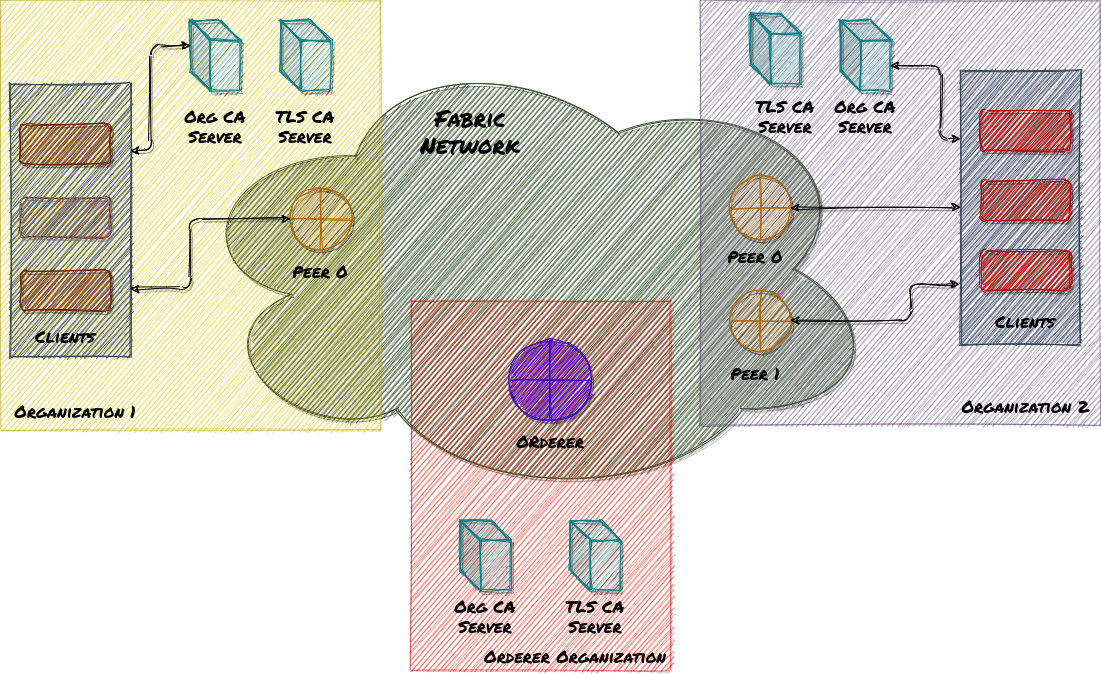 Org CA
Server
TLS CA
Server
Clients
Peer 0
Organization 1
Fabric
Network
TLS CA
Server
Org CA
Server
Peer 0
Peer 1
Clients
Organization 2
ORderer
Org CA
Server
TLS CA
Server
Orderer Organization